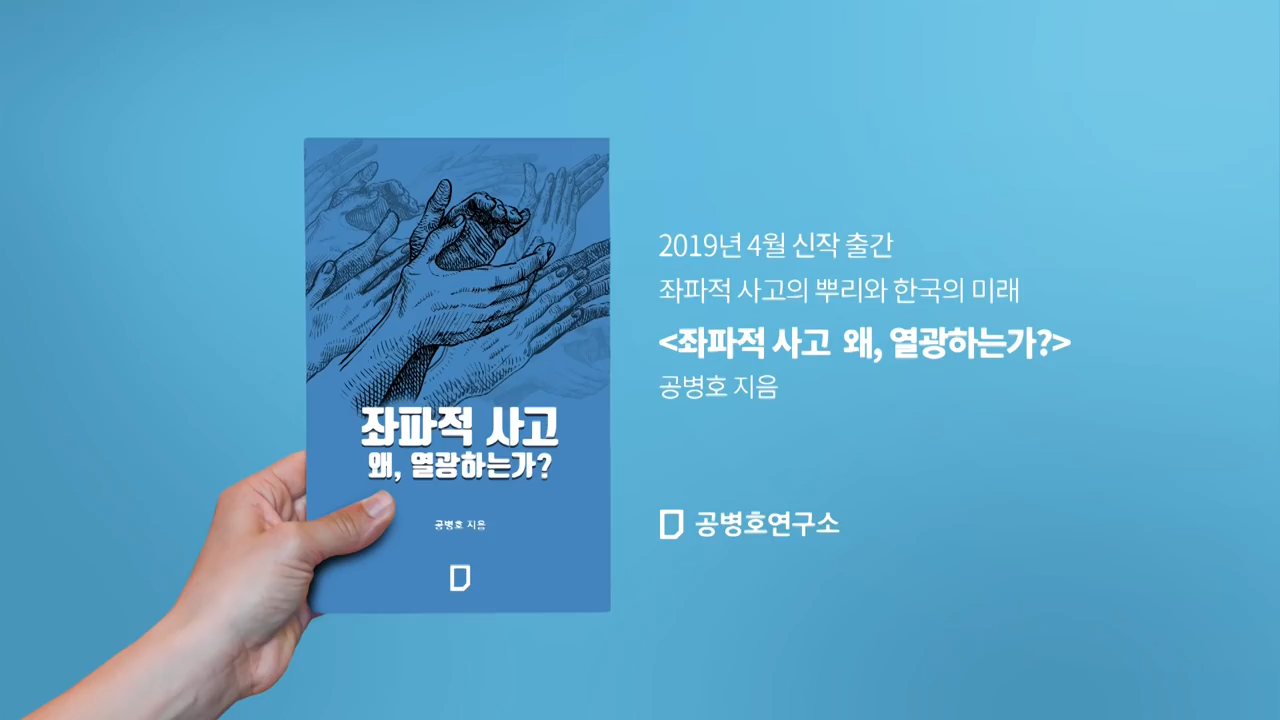 좌파적 사고
왜, 열광하는가?
공병호 지음
2019년 4월 신작 출간
좌파적 사고의 뿌리와 한국의 미래
<좌파적 사고 왜, 열광하는가?>
공병호 지음
공병호연구소